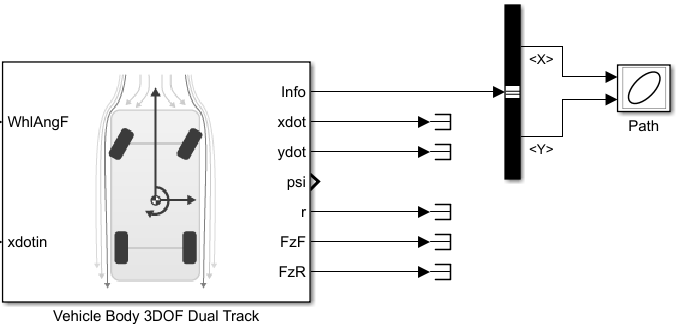 WhlAngF
xdotin
Info
xdot
ydot
psi
r
FzF
FzR
Vehicle Body 3DOF Dual Track
<X>
<Y>
Path